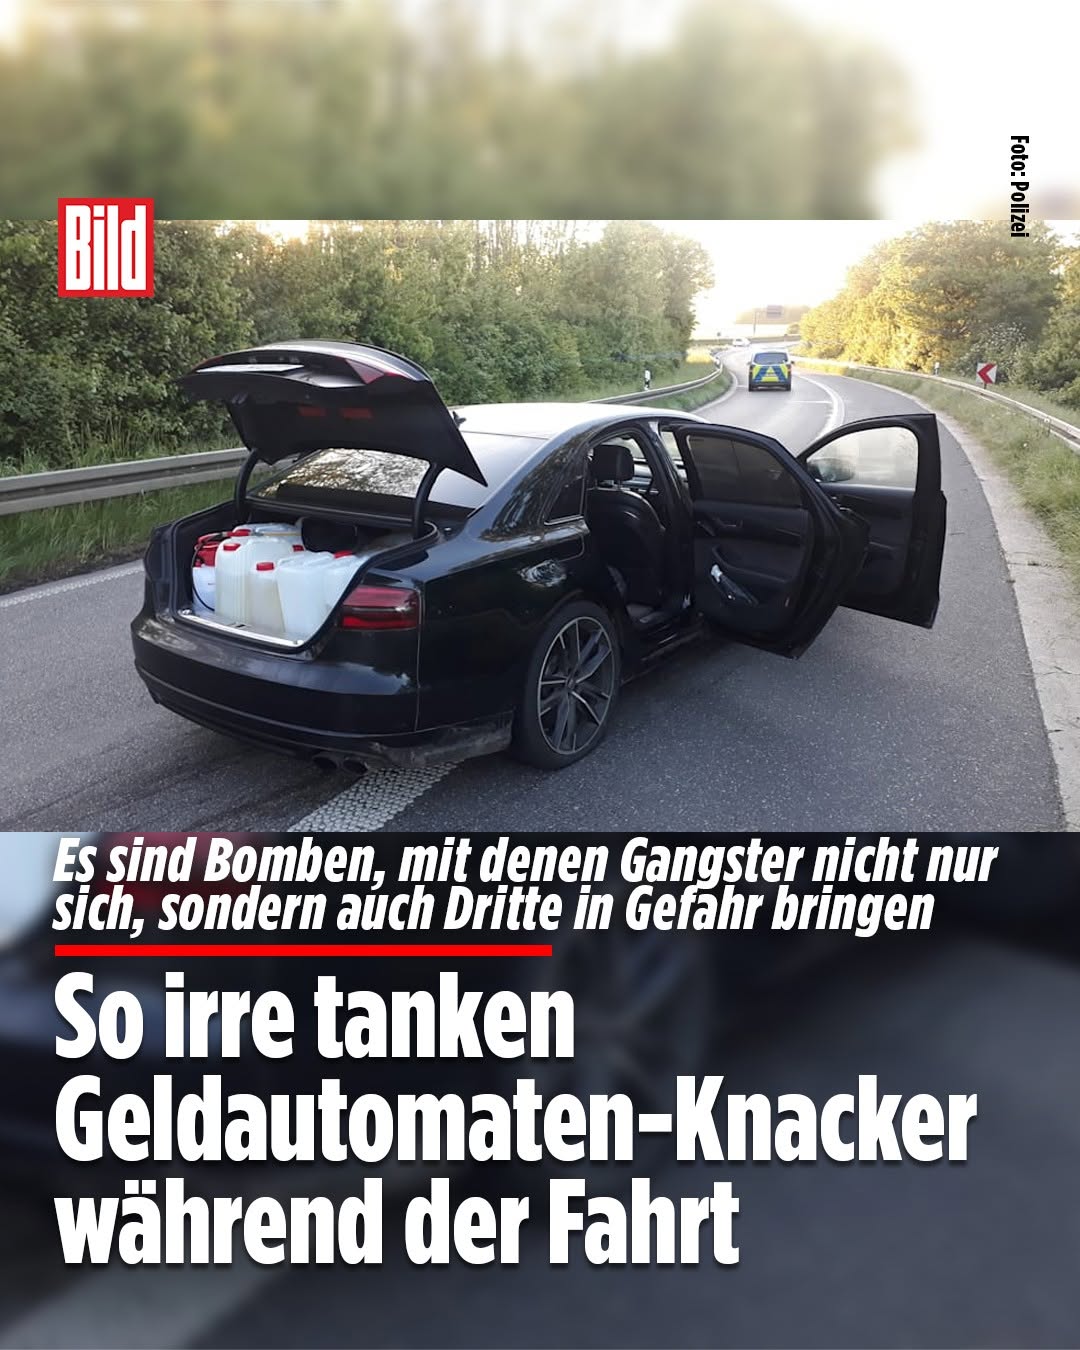 Foto: Polizei
Bild
Es sind Bomben, mit denen Gangster nicht nur
sich, sondern auch Dritte in Gefahr bringen
So irre tanken
Geldautomaten-Knacker
während der Fahrt